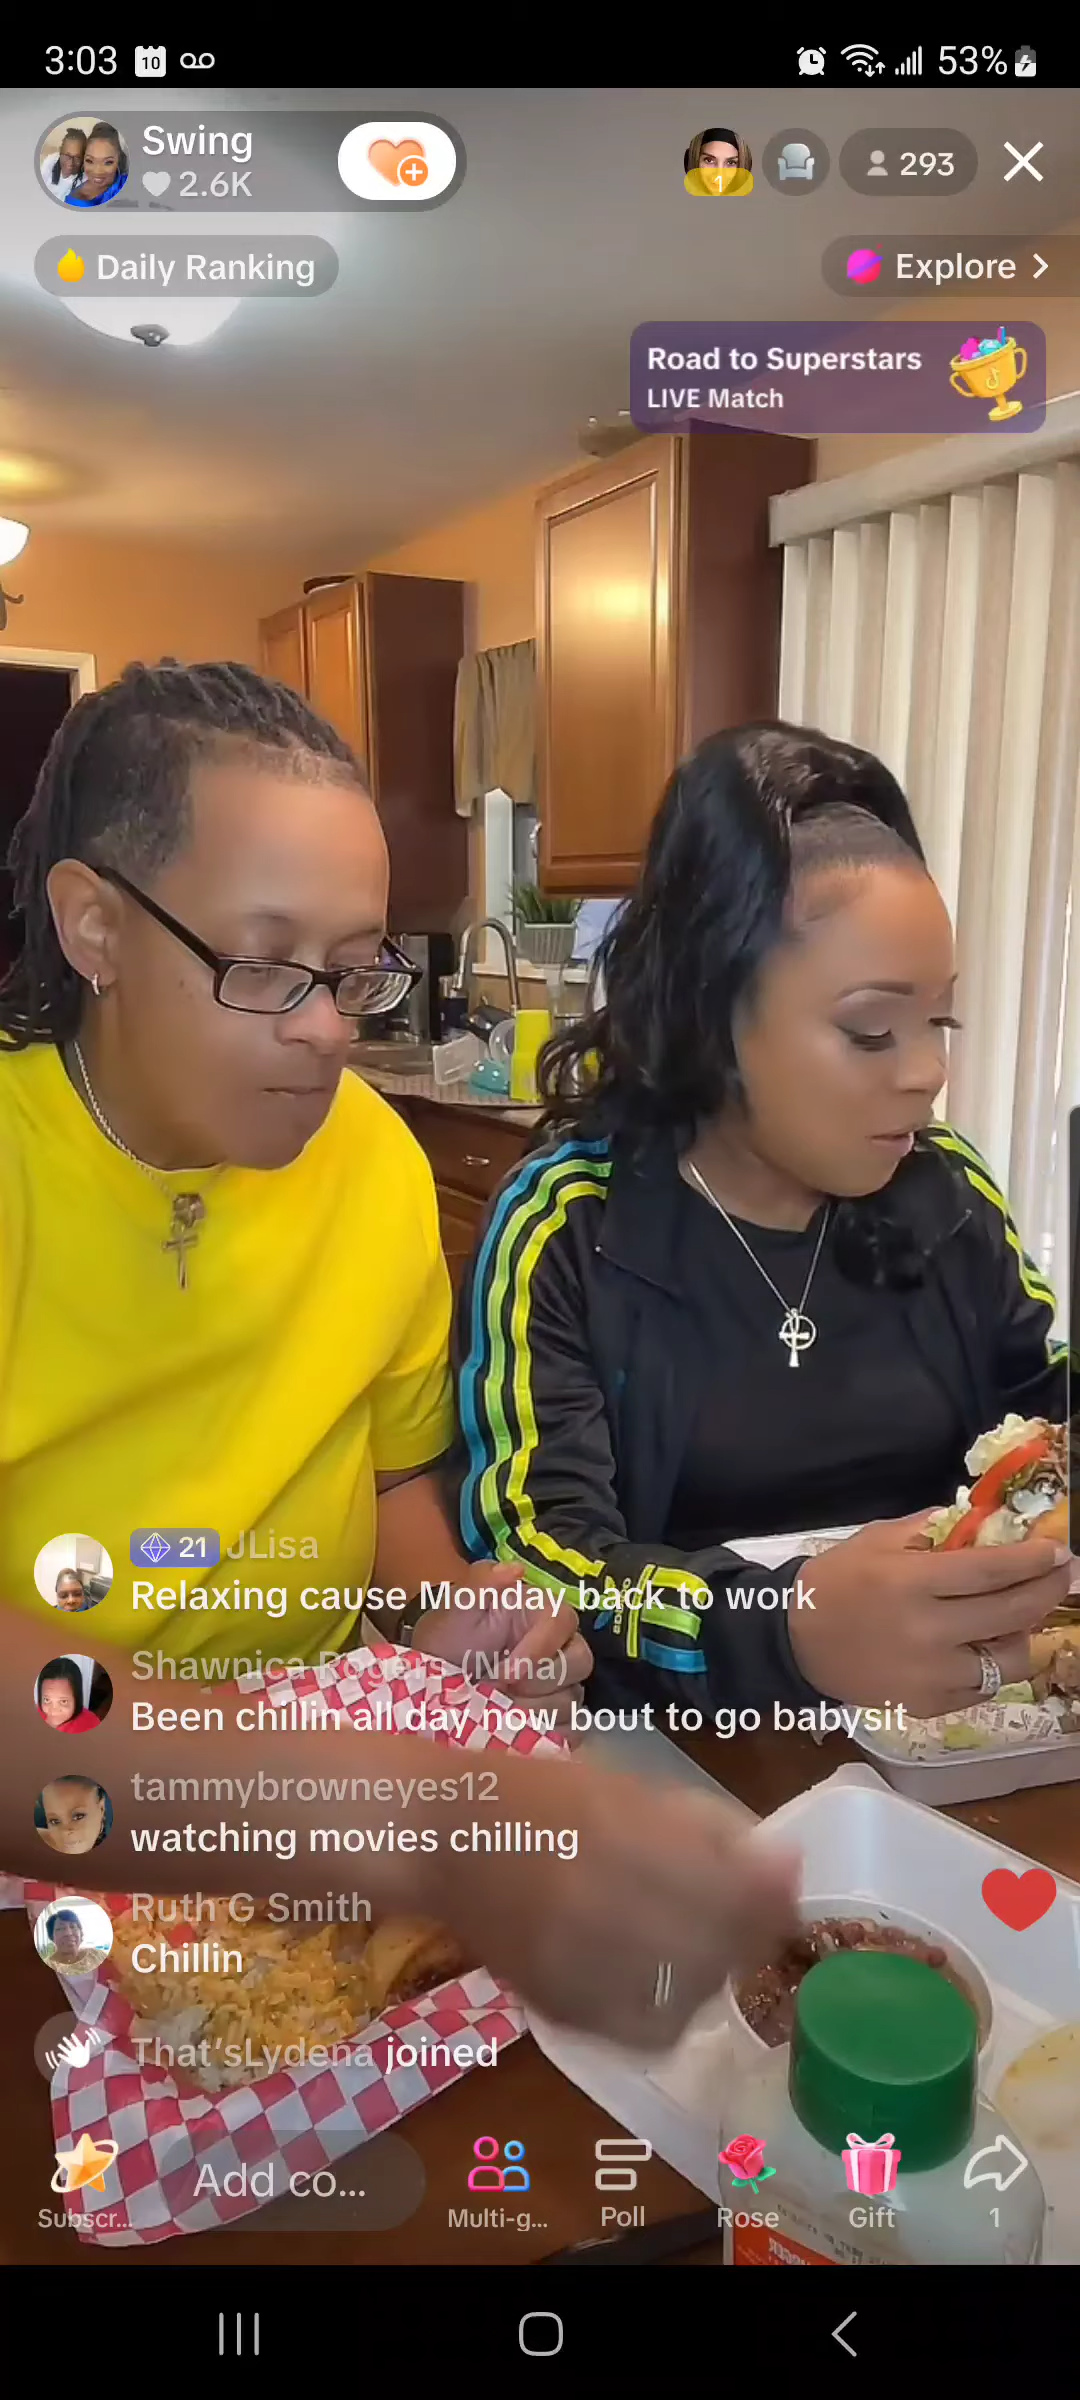 3:03 10 53%
Swing
2.6K
1
293
Daily Ranking
Explore
Road to Superstars
LIVE Match
21 JLisa
Relaxing cause Monday back to work
Shawnica Rogers (Nina)
Been chillin all day now bout to go babysit
tammybrowneyes12
watching movies chilling
Ruth G Smith
Chillin
That'sLydena joined
Add co...
Subscr...
Multi-g...
Poll
Rose
Gift
1